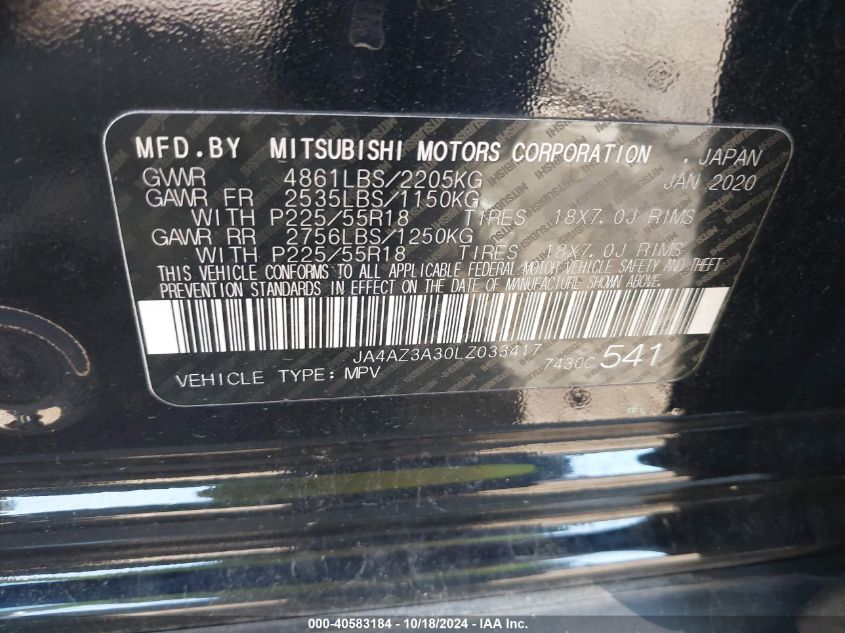 MFD.BY MITSUBISHI MOTORS CORPORATION . JAPAN
GVWR 4861LBS/2205KG JAN 2020
GAWR FR 2535LBS/1150KG
WITH P225/55R18 TIRES 18X7.0J RIMS
GAWR RR 2756LBS/1250KG
WITH P225/55R18 TIRES 18X7.0J RIMS
THIS VEHICLE CONFORMS TO ALL APPLICABLE FEDERAL MOTOR VEHICLE SAFETY AND THEFT
PREVENTION STANDARDS IN EFFECT ON THE DATE OF MANUFACTURE SHOWN ABOVE.
JA4AZ3A30LZ033417
VEHICLE TYPE: MPV 7430C 541
000-40583184 - 10/18/2024 - IAA Inc.